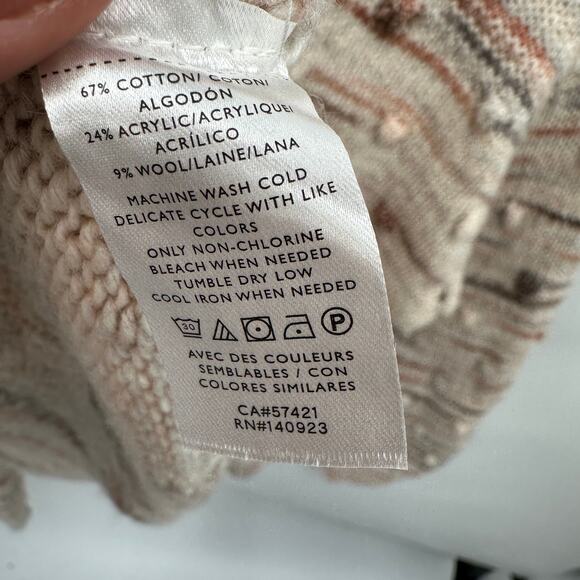 67% COTTON/ COTON/
ALGODÓN
24% ACRYLIC/ACRYLIQUE/
ACRÍLICO
9% WOOL/LAINE/LANA
MACHINE WASH COLD
DELICATE CYCLE WITH LIKE
COLORS
ONLY NON-CHLORINE
BLEACH WHEN NEEDED
TUMBLE DRY LOW
COOL IRON WHEN NEEDED
30 P
AVEC DES COULEURS
SEMBLABLES / CON
COLORES SIMILARES
CA#57421
RN#140923